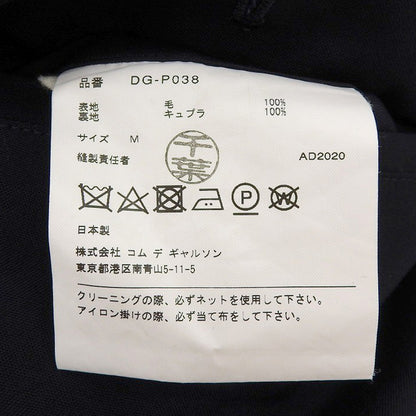 品番 DG-P038
表地 毛 100%
裏地 キュプラ 100%
サイズ M
千葉
縫製責任者 AD2020
P W
日本製
株式会社 コム デ ギャルソン
東京都港区南青山5-11-5
クリーニングの際、必ずネットを使用して下さい。
アイロン掛けの際、必ず当て布をして下さい。